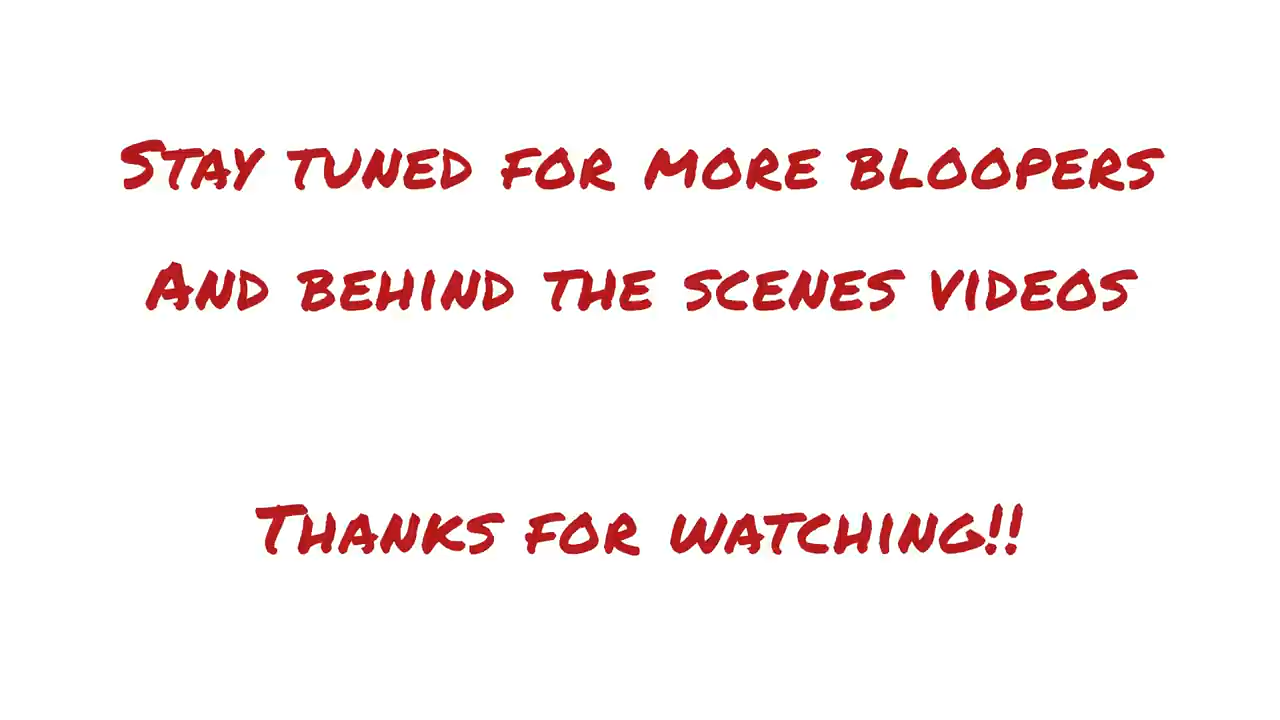 Stay tuned for more bloopers
And behind the scenes videos
Thanks for watching!!